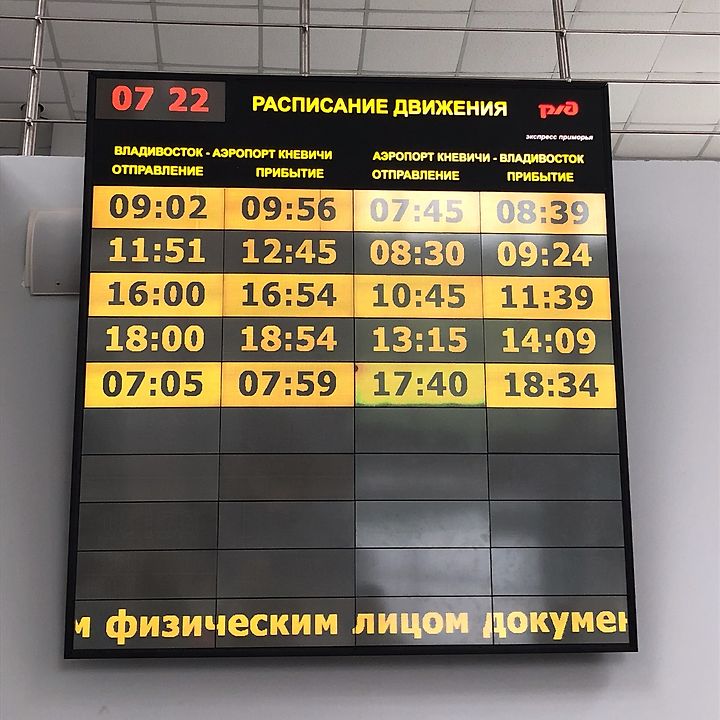 07 22 РАСПИСАНИЕ ДВИЖЕНИЯ РЖД
экспресс приморья
ВЛАДИВОСТОК - АЭРОПОРТ КНЕВИЧИ АЭРОПОРТ КНЕВИЧИ - ВЛАДИВОСТОК
ОТПРАВЛЕНИЕ ПРИБЫТИЕ ОТПРАВЛЕНИЕ ПРИБЫТИЕ
09:02 09:56 07:45 08:39
11:51 12:45 08:30 09:24
16:00 16:54 10:45 11:39
18:00 18:54 13:15 14:09
07:05 07:59 17:40 18:34
м физическим лицом докумен